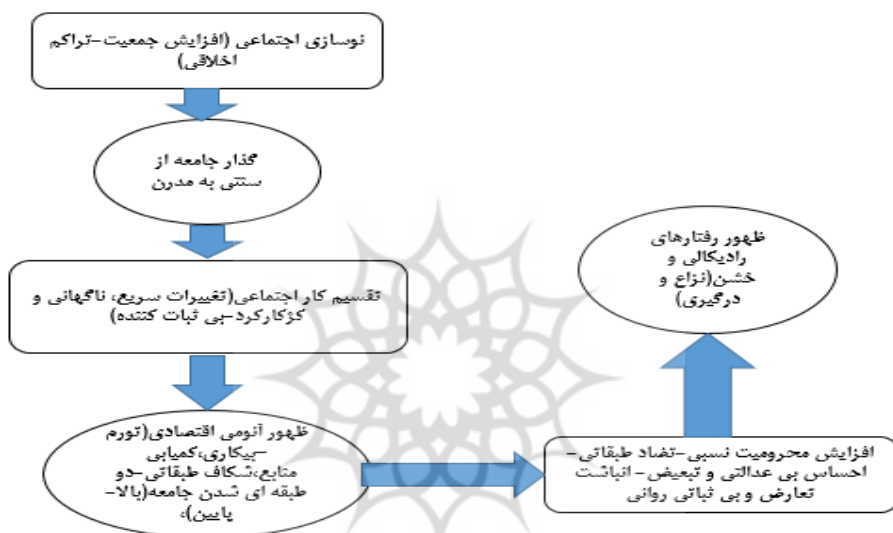 نوسازی اجتماعی (افزایش جمعیت-تراکم
اخلاقی)
گذار جامعه از
سنتی به مدرن
تقسیم کار اجتماعی(تغییرات سریع، ناگهانی و
کژکارکرد-بی ثبات کننده)
ظهور آنومی اقتصادی(تورم
-بیکاری،کمیابی
منابع،شکاف طبقاتی-دو
طبقه ای شدن جامعه(بالا-
پایین)،
افزایش محرومیت نسبی-تضاد طبقاتی-
احساس بی عدالتی و تبعیض- انباشت
تعارض و بی ثباتی روانی
ظهور رفتارهای
رادیکالی و
خشن(نزاع و
درگیری)